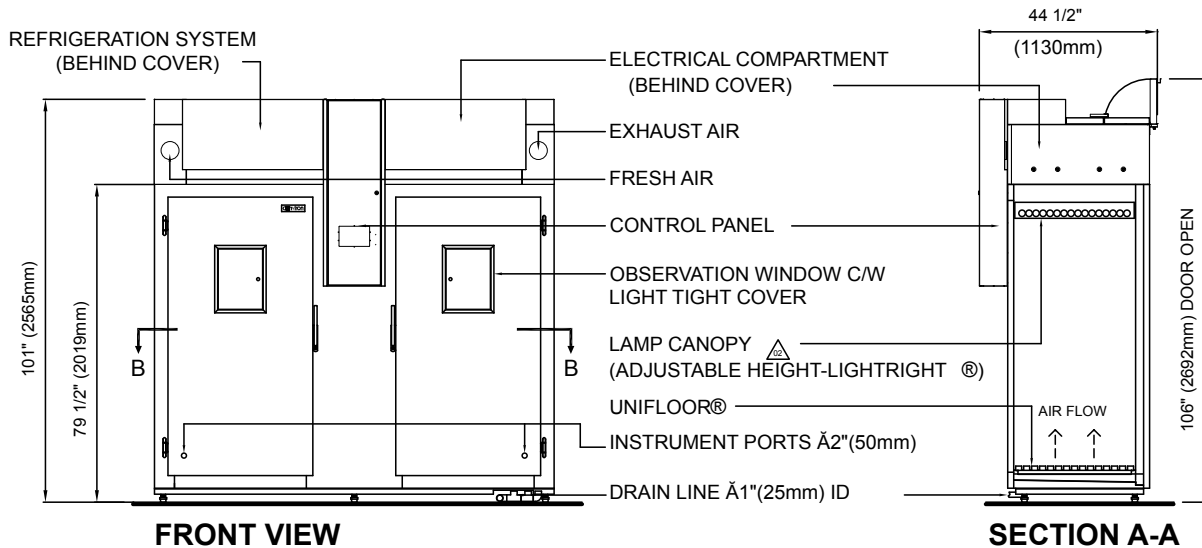 44 1/2"
(1130mm)
REFRIGERATION SYSTEM
(BEHIND COVER)
ELECTRICAL COMPARTMENT
(BEHIND COVER)
EXHAUST AIR
FRESH AIR
CONTROL PANEL
OBSERVATION WINDOW C/W
LIGHT TIGHT COVER
LAMP CANOPY
02
(ADJUSTABLE HEIGHT-LIGHTRIGHT ®)
UNIFLOOR®
INSTRUMENT PORTS Ă2"(50mm)
DRAIN LINE Ă1"(25mm) ID
101" (2565mm)
79 1/2" (2019mm)
B
B
AIR FLOW
106" (2692mm) DOOR OPEN
FRONT VIEW
SECTION A-A